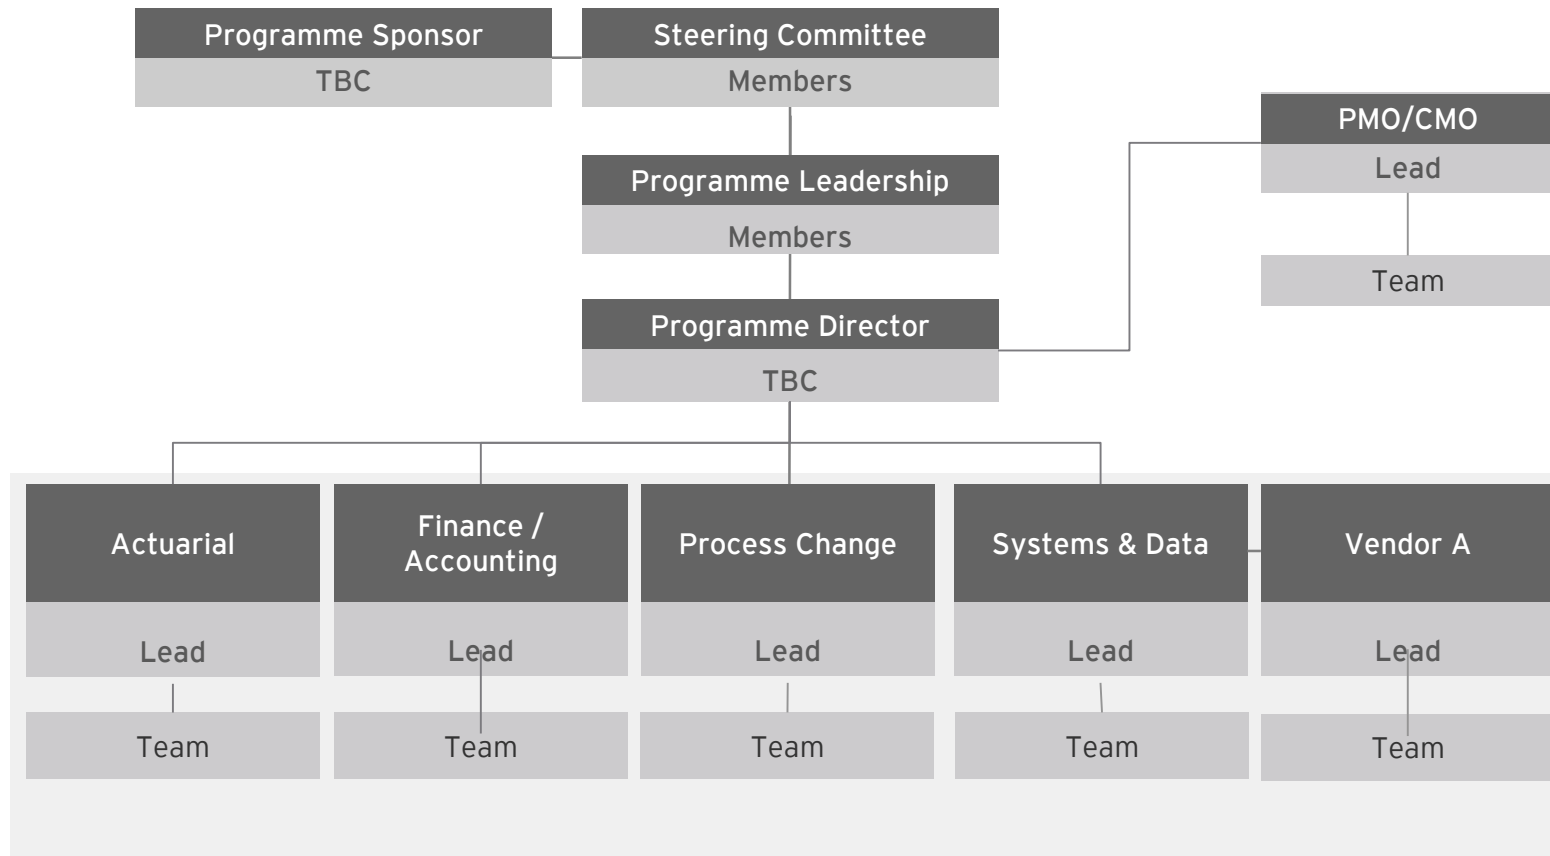 Programme Sponsor
TBC
Steering Committee
Members
PMO/CMO
Lead
Team
Programme Leadership
Members
Programme Director
TBC
Actuarial
Lead
Team
Finance /
Accounting
Lead
Team
Process Change
Lead
Team
Systems & Data
Lead
Team
Vendor A
Lead
Team